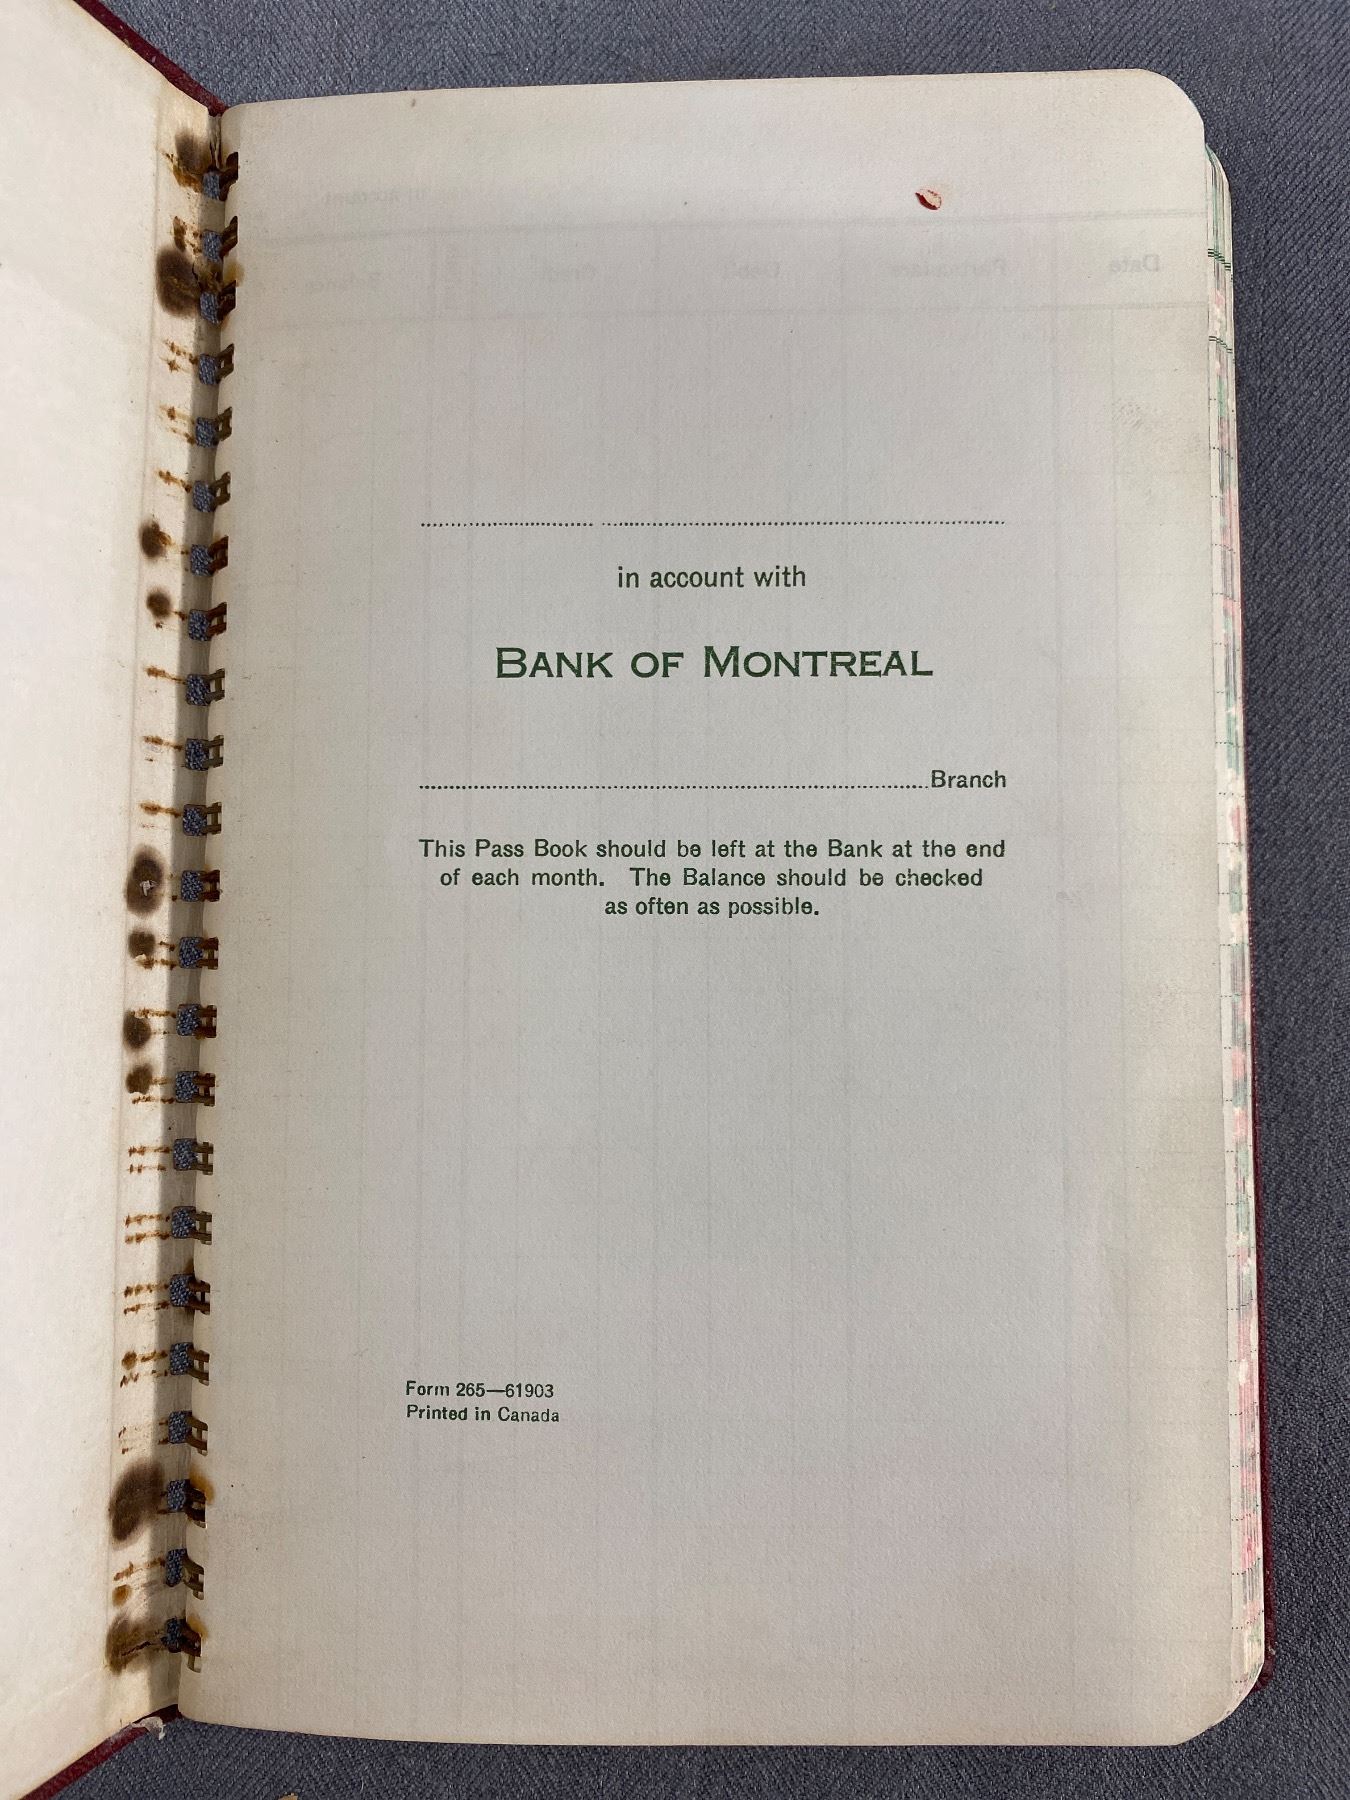 in account with
BANK OF MONTREAL
Branch
This Pass Book should be left at the Bank at the end
of each month. The Balance should be checked
as often as possible.
Form 265—61903
Printed in Canada